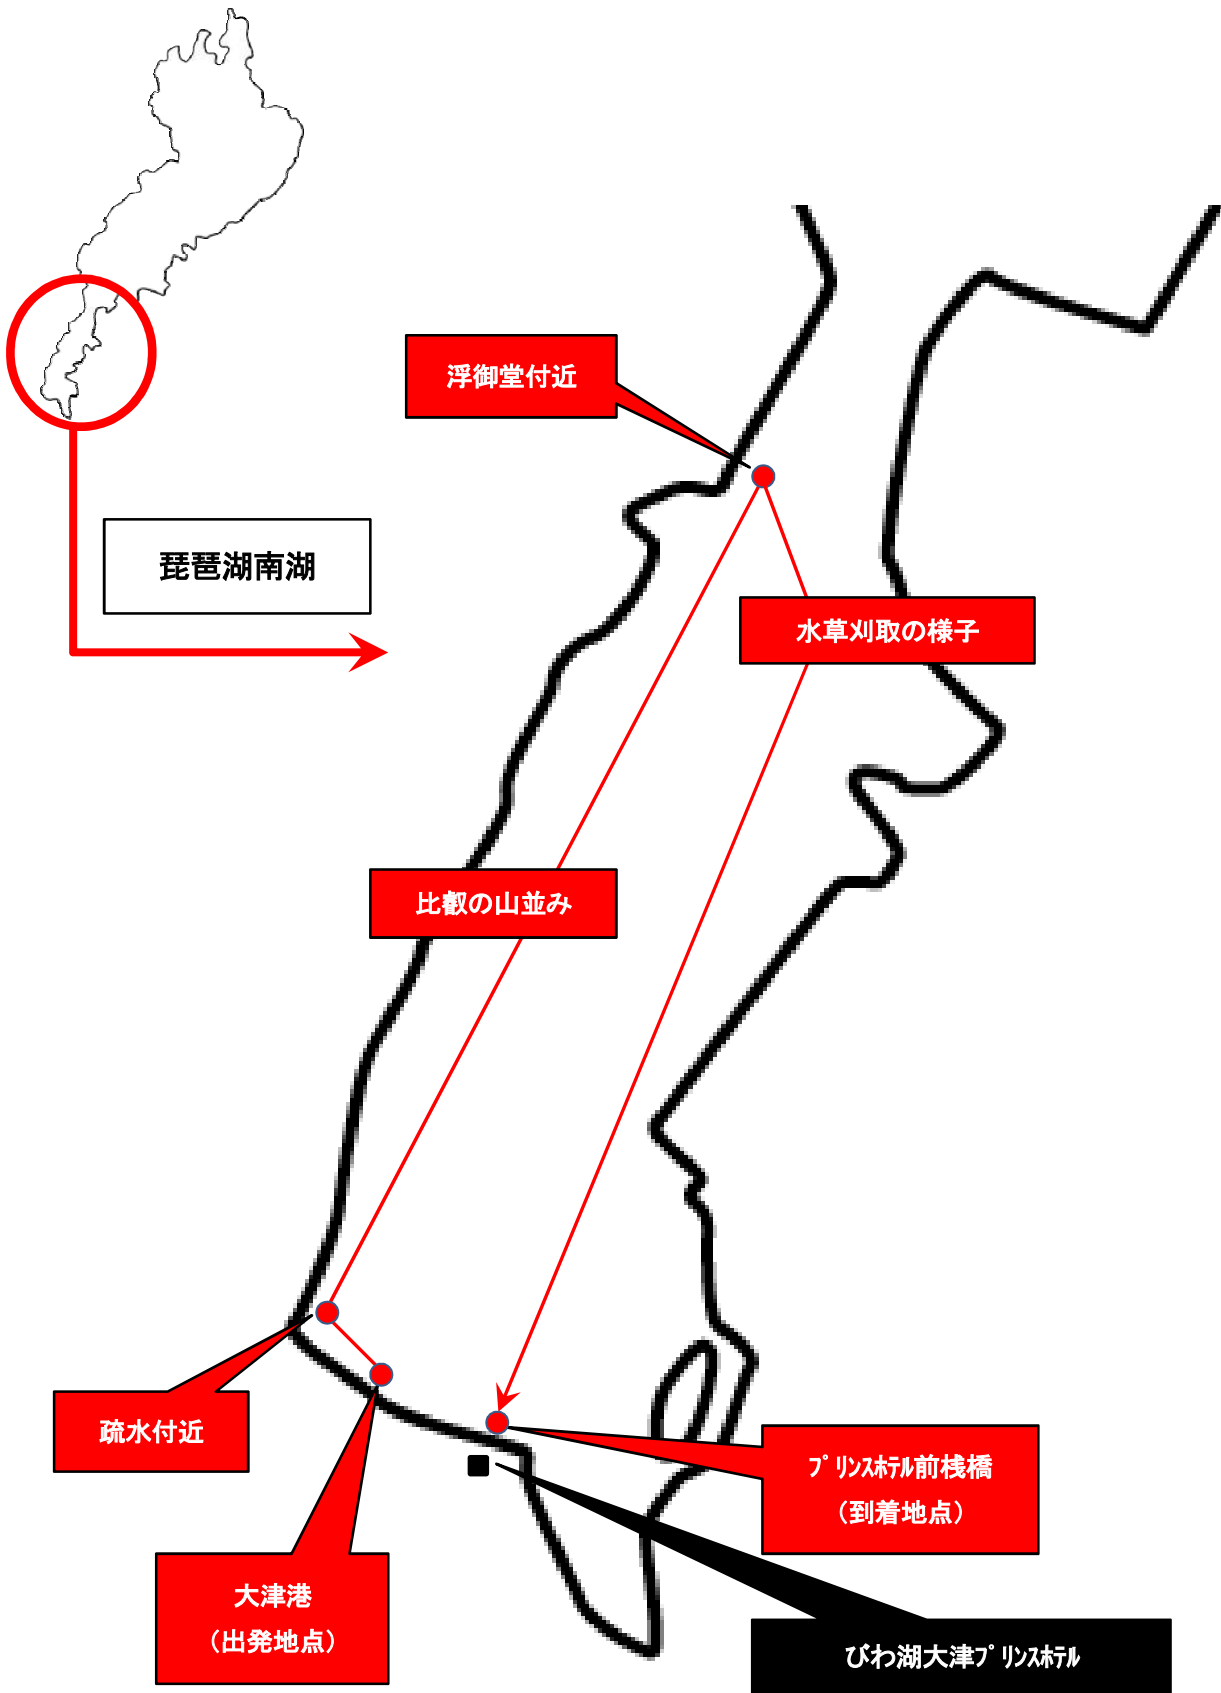 浮御堂付近
琵琶湖南湖
水草刈取の様子
比叡の山並み
疏水付近
ﾌﾟﾘﾝｽﾎﾃﾙ前桟橋
（到着地点）
大津港
（出発地点）
びわ湖大津ﾌﾟﾘﾝｽﾎﾃﾙ